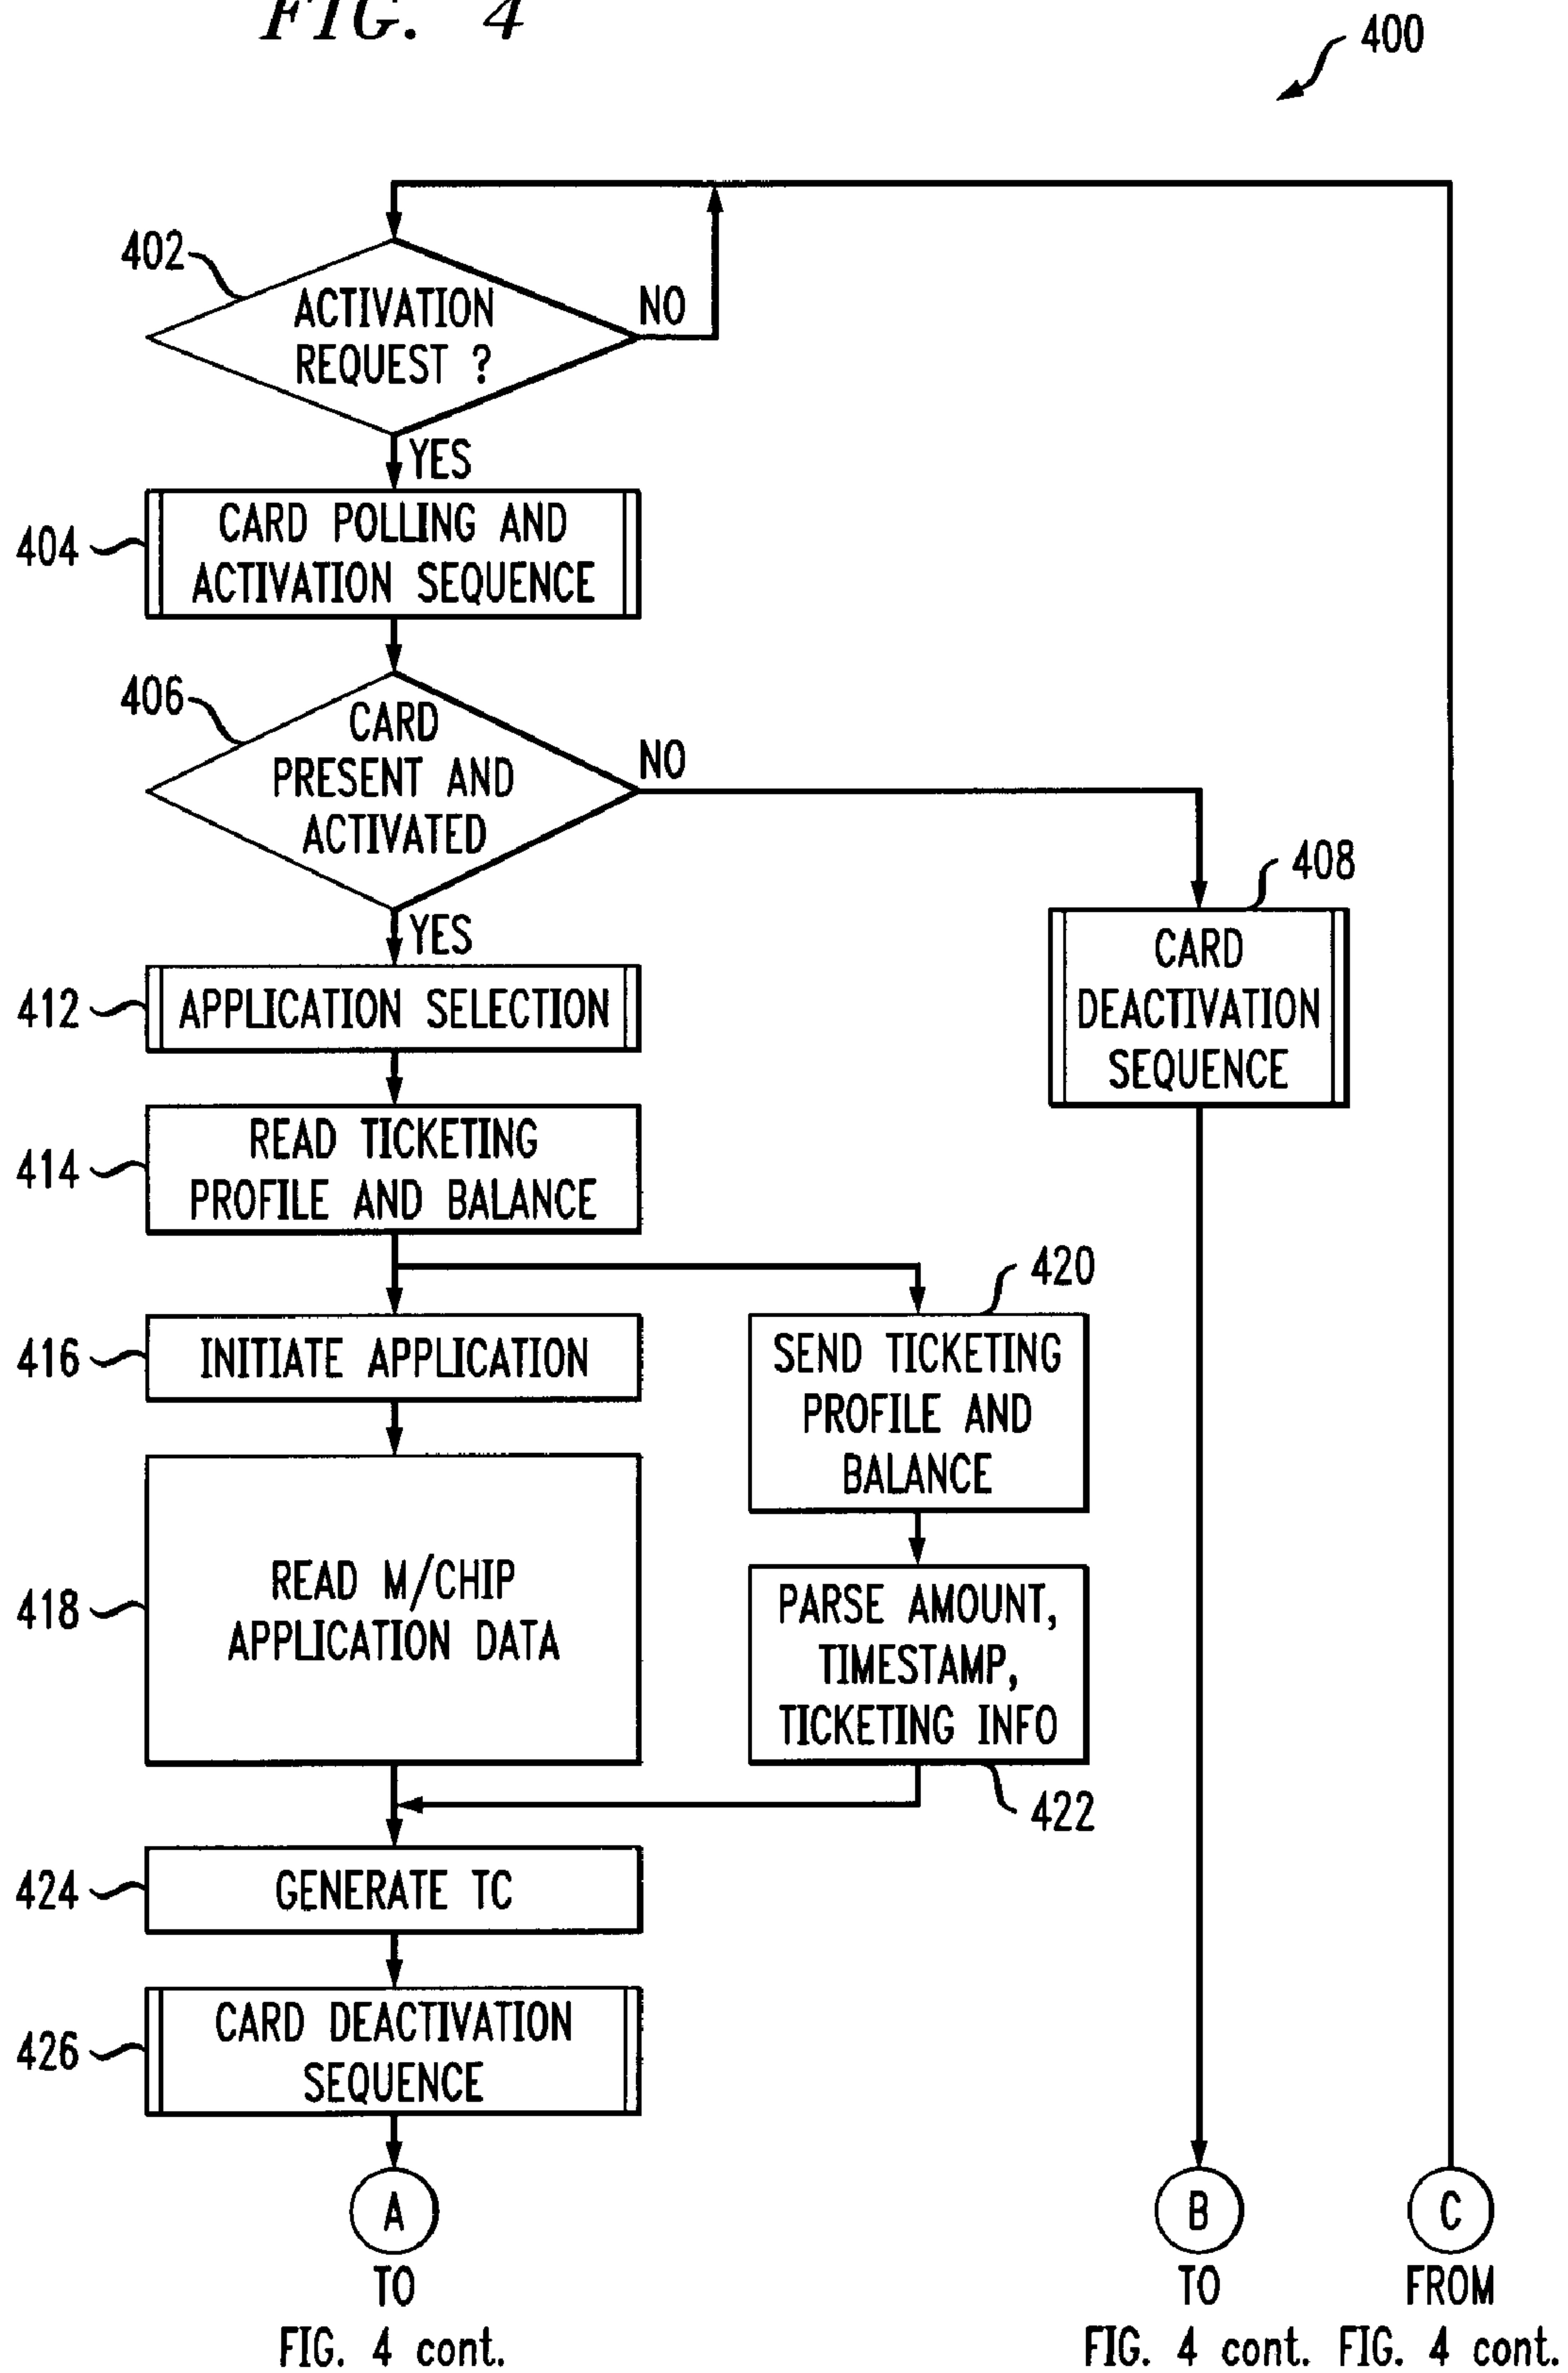 FIG. 4
400
402
ACTIVATION
REQUEST ?
NO
YES
404
CARD POLLING AND
ACTIVATION SEQUENCE
406
CARD
PRESENT AND
ACTIVATED
NO
YES
408
CARD
DEACTIVATION
SEQUENCE
412
APPLICATION SELECTION
414
READ TICKETING
PROFILE AND BALANCE
416
INITIATE APPLICATION
420
SEND TICKETING
PROFILE AND
BALANCE
418
READ M/CHIP
APPLICATION DATA
PARSE AMOUNT,
TIMESTAMP,
TICKETING INFO
422
424
GENERATE TC
426
CARD DEACTIVATION
SEQUENCE
A
TO
FIG. 4 cont.
B
TO
FIG. 4 cont.
C
FROM
FIG. 4 cont.